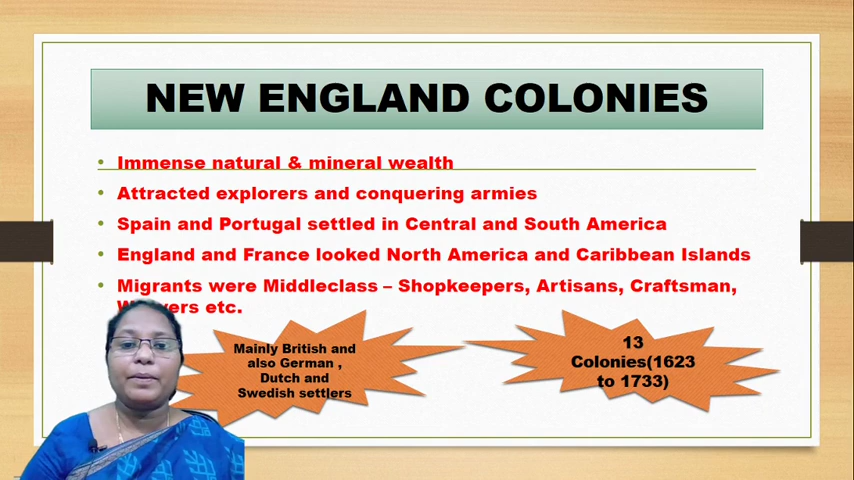 NEW ENGLAND COLONIES
• Immense natural & mineral wealth
• Attracted explorers and conquering armies
• Spain and Portugal settled in Central and South America
• England and France looked North America and Caribbean Islands
• Migrants were Middleclass – Shopkeepers, Artisans, Craftsman,
etc.
Mainly British and
also German ,
Dutch and
Swedish settlers
13
Colonies(1623
to 1733)